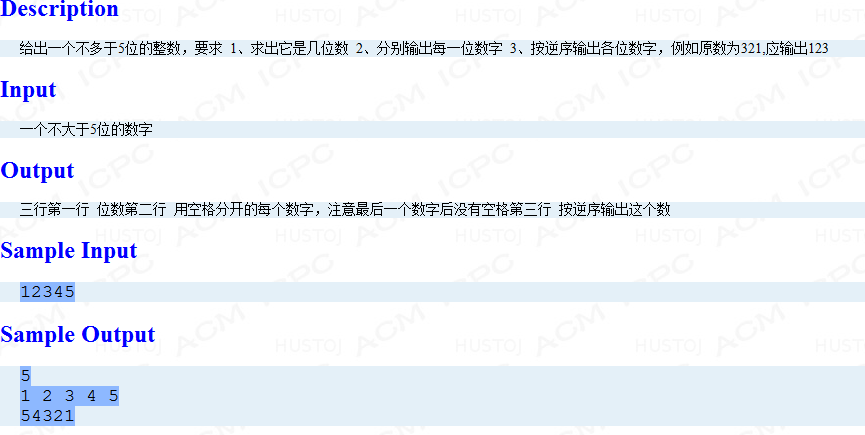 Description
给出一个不多于5位的整数，要求 1、求出它是几位数 2、分别输出每一位数字 3、按逆序输出各位数字，例如原数为321,应输出123
Input
一个不大于5位的数字
Output
三行第一行 位数第二行 用空格分开的每个数字，注意最后一个数字后没有空格第三行 按逆序输出这个数
Sample Input
12345
Sample Output
5
1 2 3 4 5
54321
HUSTOJ
ACM ICPC